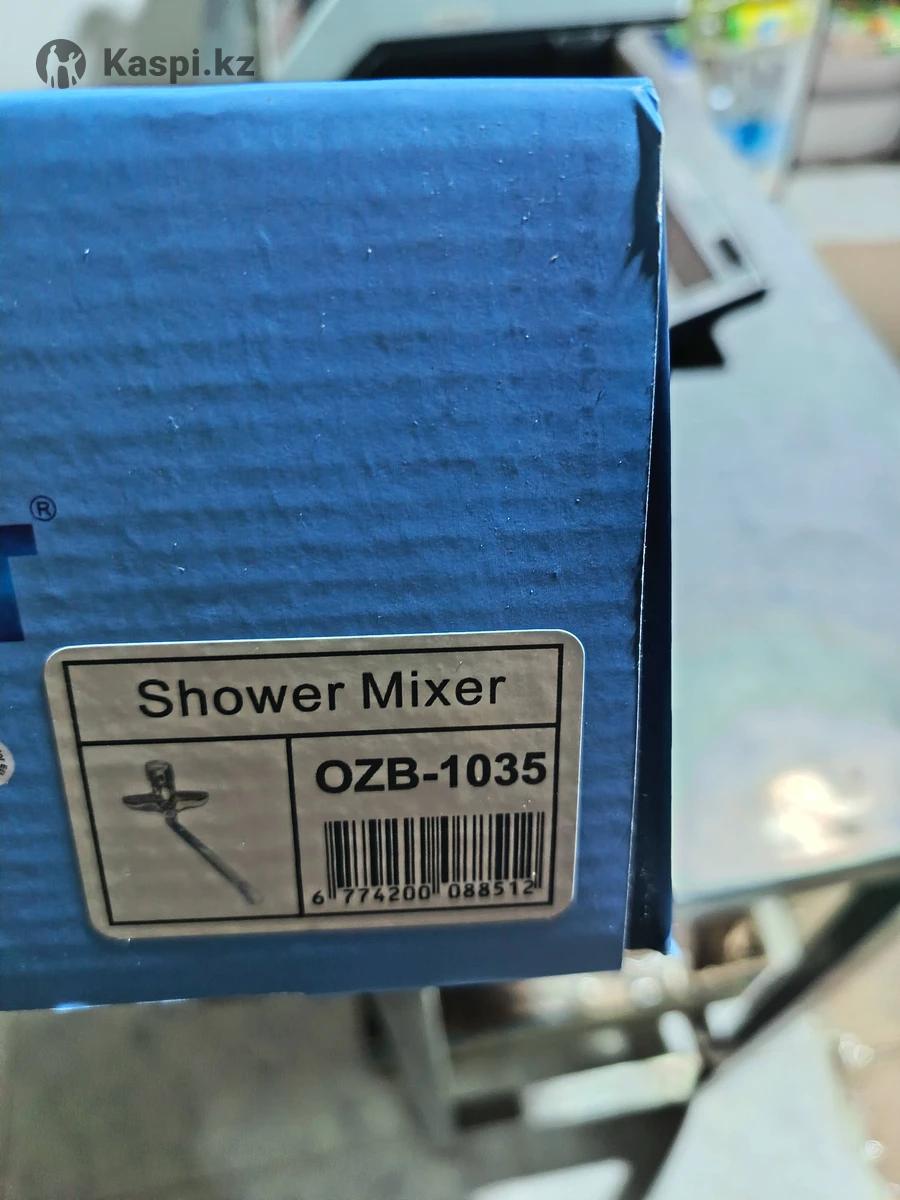 Kaspi.kz
T®
Shower Mixer
OZB-1035
6 774200 088512